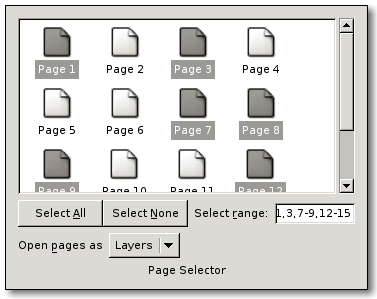 Page 1 Page 2 Page 3 Page 4
Page 5 Page 6 Page 7 Page 8
Page 9 Page 10 Page 11 Page 12
Select All Select None Select range: 1,3,7-9,12-15
Open pages as Layers
Page Selector